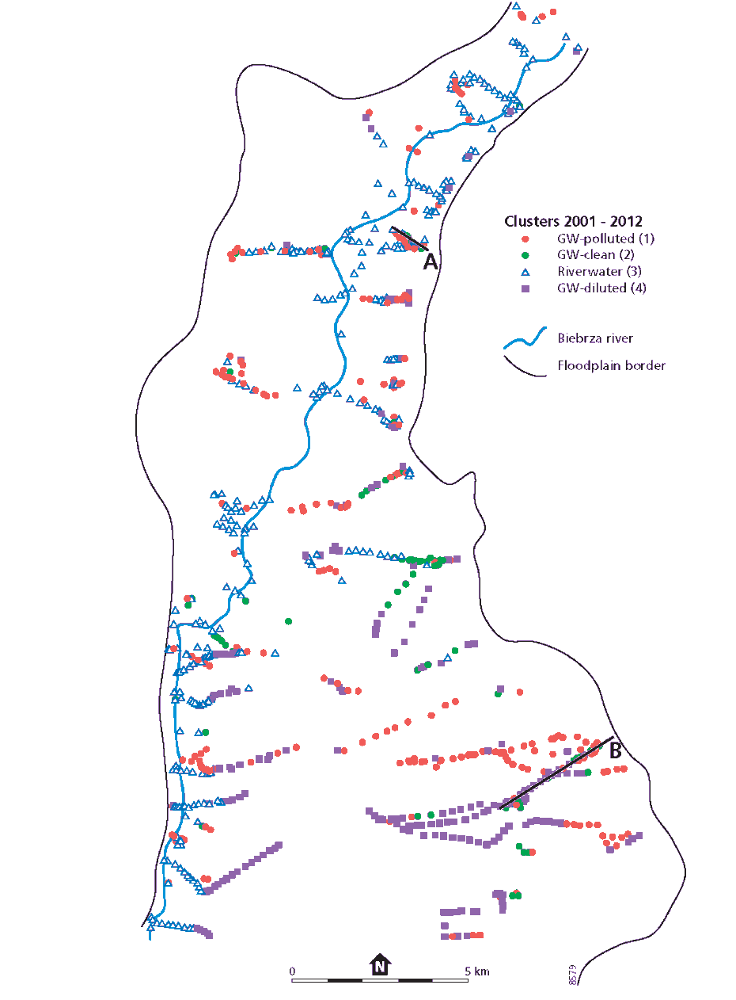 Clusters 2001 - 2012
GW-polluted (1)
GW-clean (2)
Riverwater (3)
GW-diluted (4)
Biebrza river
Floodplain border
A
B
N
0 5 km
8579